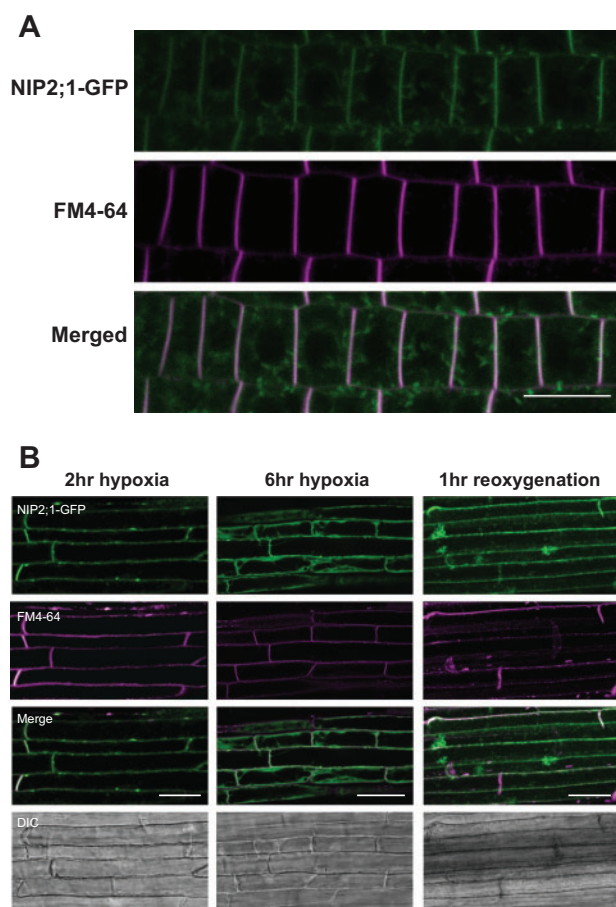 A
NIP2;1-GFP
FM4-64
Merged
B
2hr hypoxia 6hr hypoxia 1hr reoxygenation
NIP2;1-GFP
FM4-64
Merge
DIC